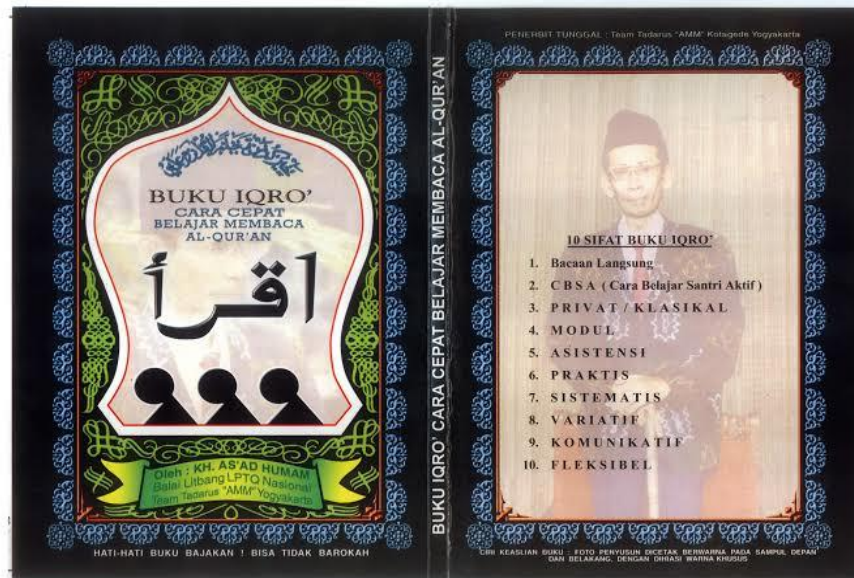 BUKU IQRO'
CARA CEPAT
BELAJAR MEMBACA
AL-QUR'AN
اقرأ
Oleh : KH. AS'AD HUMAM
Balai Litbang LPTQ Nasional
Team Tadarus "AMM" Yogyakarta
HATI-HATI BUKU BAJAKAN ! BISA TIDAK BAROKAH
BUKU IQRO' CARA CEPAT BELAJAR MEMBACA AL-QUR'AN
PENERBIT TUNGGAL : Team Tadarus "AMM" Kotagede Yogyakarta
10 SIFAT BUKU IQRO'
1. Bacaan Langsung
2. CBSA ( Cara Belajar Santri Aktif )
3. PRIVAT / KLASIKAL
4. MODUL
5. ASISTENSI
6. PRAKTIS
7. SISTEMATIS
8. VARIATIF
9. KOMUNIKATIF
10. FLEKSIBEL
CIRI KEASLIAN BUKU : FOTO PENYUSUN DICETAK BERWARNA PADA SAMPUL DEPAN
DAN BELAKANG, DENGAN DIHIASI WARNA KHUSUS